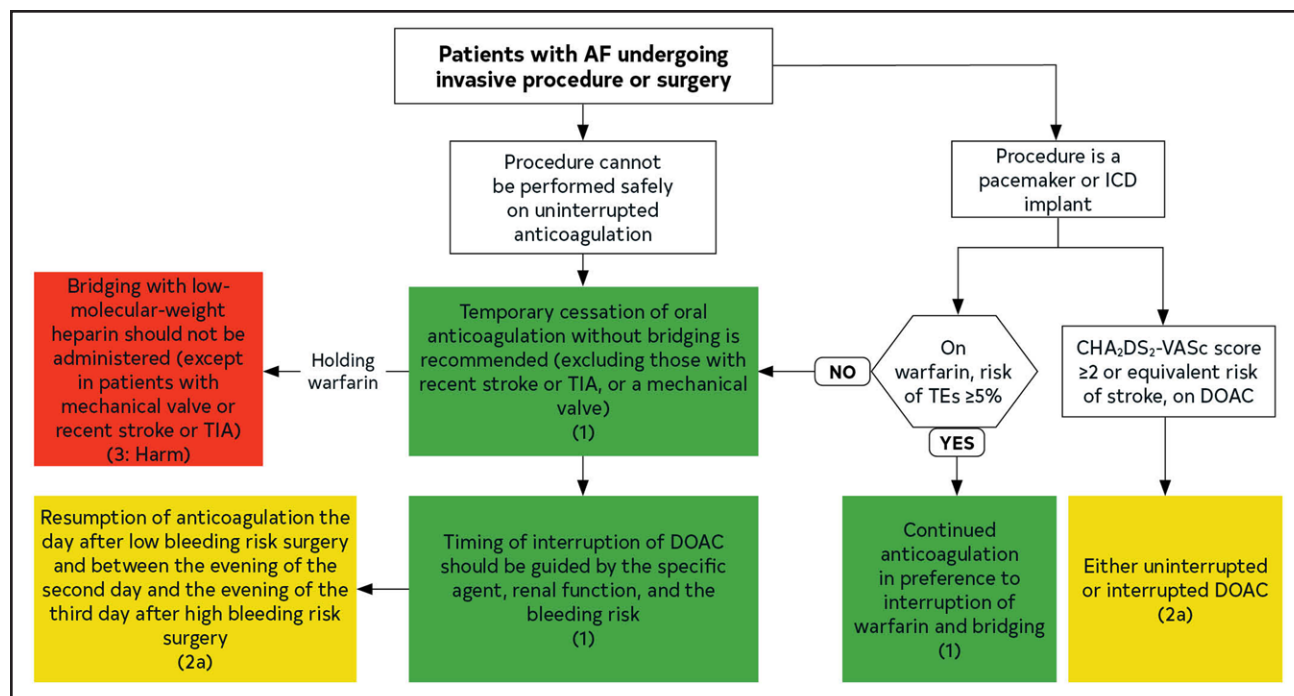 Patients with AF undergoing
invasive procedure or surgery
Procedure cannot
be performed safely
on uninterrupted
anticoagulation
Procedure is a
pacemaker or ICD
implant
Bridging with low-
molecular-weight
heparin should not be
administered (except
in patients with
mechanical valve or
recent stroke or TIA)
(3: Harm)
Holding
warfarin
Temporary cessation of oral
anticoagulation without bridging is
recommended (excluding those with
recent stroke or TIA, or a mechanical
valve)
(1)
NO
On
warfarin, risk
of TEs ≥5%
YES
CHA₂DS₂-VASc score
≥2 or equivalent risk
of stroke, on DOAC
Resumption of anticoagulation the
day after low bleeding risk surgery
and between the evening of the
second day and the evening of the
third day after high bleeding risk
surgery
(2a)
Timing of interruption of DOAC
should be guided by the specific
agent, renal function, and the
bleeding risk
(1)
Continued
anticoagulation
in preference to
interruption of
warfarin and bridging
(1)
Either uninterrupted
or interrupted DOAC
(2a)